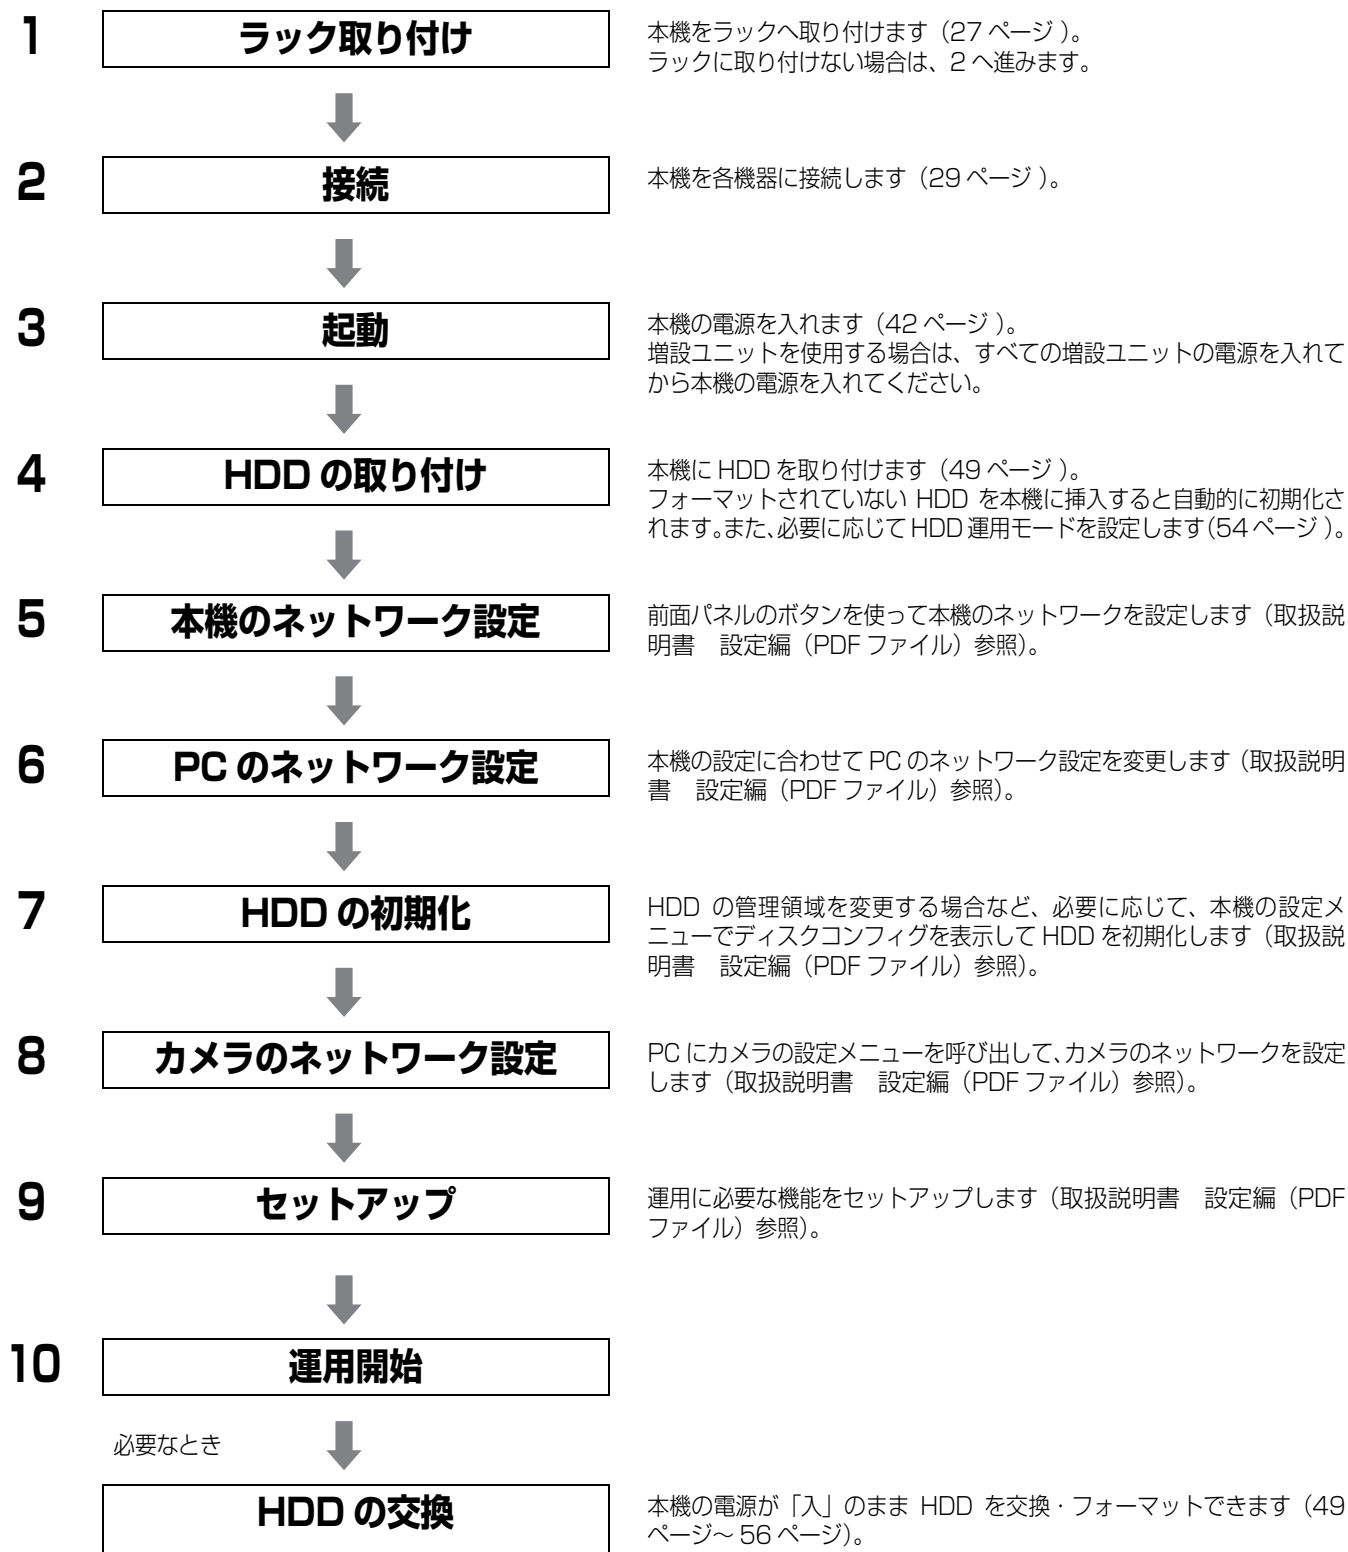 1
ラック取り付け
本機をラックへ取り付けます（27 ページ ）。
ラックに取り付けない場合は、2 へ進みます。
2
接続
本機を各機器に接続します（29 ページ ）。
3
起動
本機の電源を入れます（42 ページ ）。
増設ユニットを使用する場合は、すべての増設ユニットの電源を入れて
から本機の電源を入れてください。
4
HDD の取り付け
本機に HDD を取り付けます（49 ページ ）。
フォーマットされていない HDD を本機に挿入すると自動的に初期化さ
れます。また、必要に応じて HDD 運用モードを設定します（54 ページ ）。
5
本機のネットワーク設定
前面パネルのボタンを使って本機のネットワークを設定します（取扱説
明書　設定編（PDF ファイル）参照）。
6
PC のネットワーク設定
本機の設定に合わせて PC のネットワーク設定を変更します（取扱説明
書　設定編（PDF ファイル）参照）。
7
HDD の初期化
HDD の管理領域を変更する場合など、必要に応じて、本機の設定メ
ニューでディスクコンフィグを表示して HDD を初期化します（取扱説
明書　設定編（PDF ファイル）参照）。
8
カメラのネットワーク設定
PC にカメラの設定メニューを呼び出して、カメラのネットワークを設定
します（取扱説明書　設定編（PDF ファイル）参照）。
9
セットアップ
運用に必要な機能をセットアップします（取扱説明書　設定編（PDF
ファイル）参照）。
10
運用開始
必要なとき
HDD の交換
本機の電源が「入」のまま HDD を交換・フォーマットできます（49
ページ～ 56 ページ）。